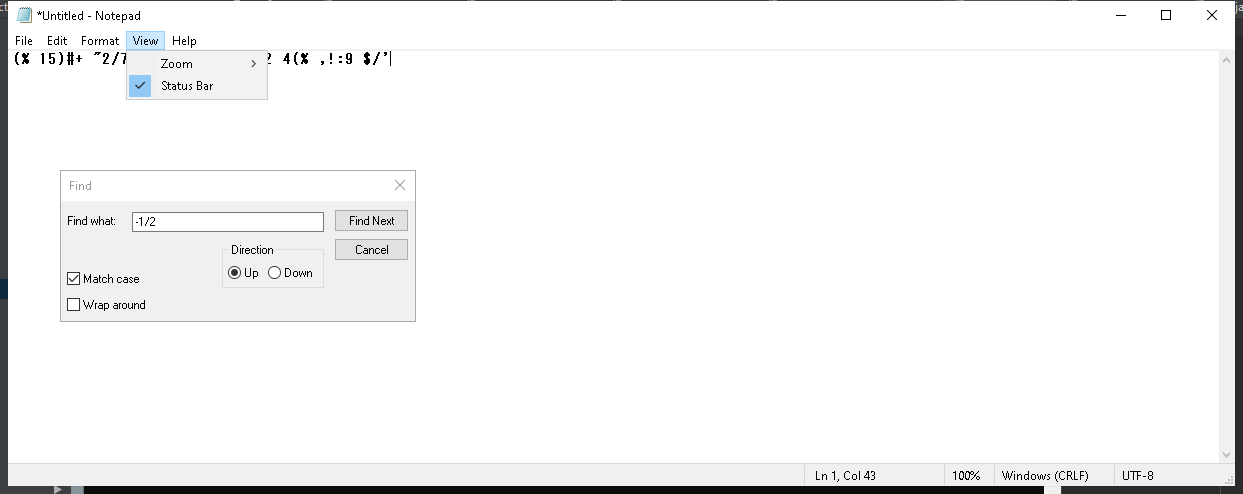 *Untitled - Notepad
File Edit Format View Help
(% 15)#+ "2/7 2 4(% ,!:9 $/'
Zoom
Status Bar
Find
Find what: -1/2 Find Next
Direction Cancel
Up Down
Match case
Wrap around
Ln 1, Col 43 100% Windows (CRLF) UTF-8